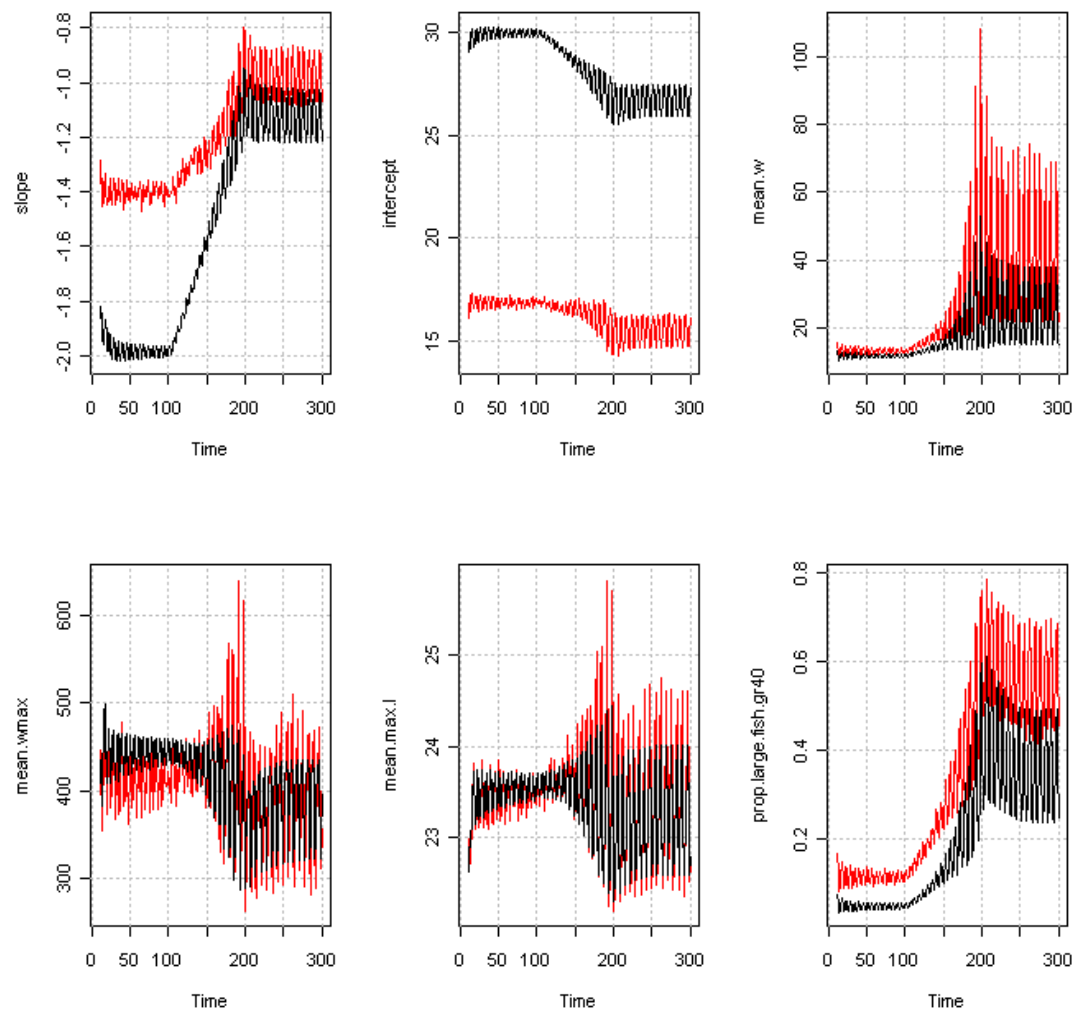 slope
-2.0 -1.8 -1.6 -1.4 -1.2 -1.0 -0.8
0 50 100 200 300
Time
intercept
15 20 25 30
0 50 100 200 300
Time
mean.w
20 40 60 80 100
0 50 100 200 300
Time
mean.wmax
300 400 500 600
0 50 100 200 300
Time
mean.max.l
23 24 25
0 50 100 200 300
Time
prop.large.fish.gr40
0.2 0.4 0.6 0.8
0 50 100 200 300
Time